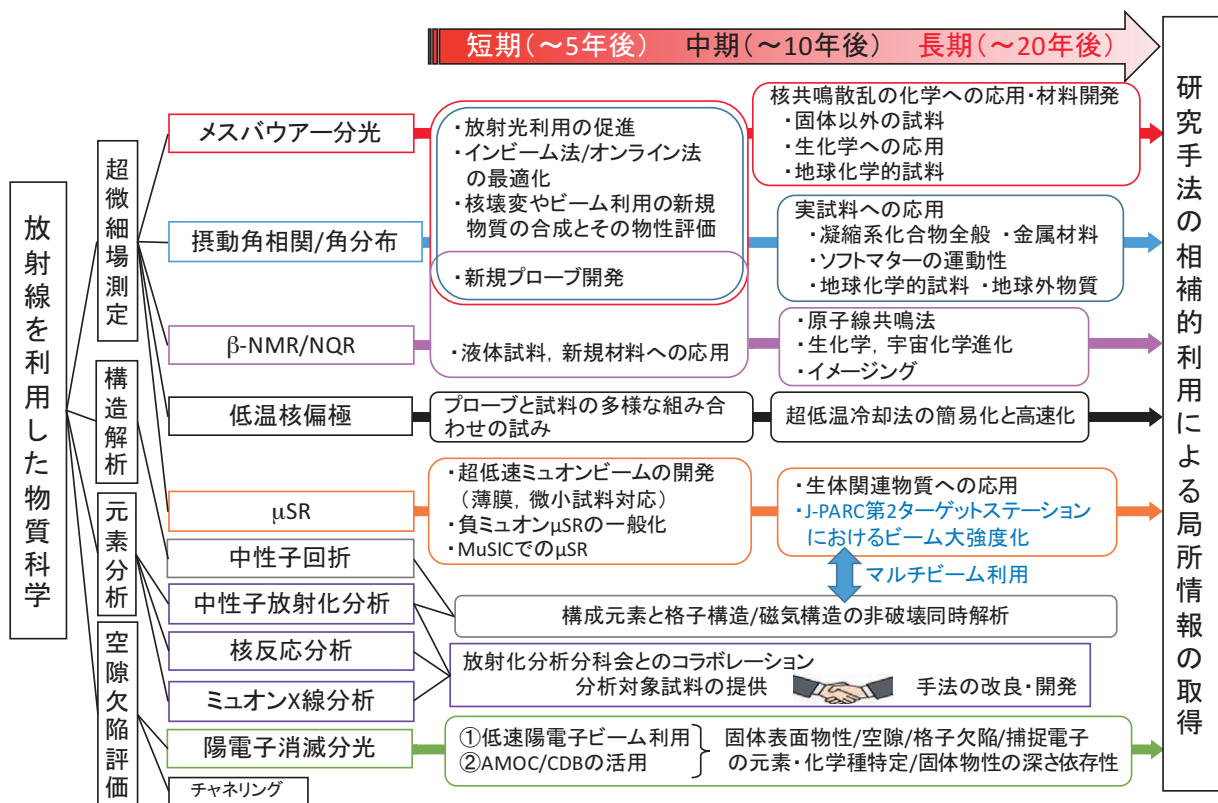 短期(~5年後) 中期(~10年後) 長期(~20年後)
放射線を利用した物質科学
超微細場測定
構造解析
元素分析
空隙欠陥評価
メスバウアー分光
摂動角相関/角分布
β-NMR/NQR
低温核偏極
μSR
中性子回折
中性子放射化分析
核反応分析
ミュオンX線分析
陽電子消滅分光
チャネリング
・放射光利用の促進
・インビーム法/オンライン法
の最適化
・核壊変やビーム利用の新規
物質の合成とその物性評価
・新規プローブ開発
・液体試料, 新規材料への応用
プローブと試料の多様な組み合
わせの試み
・超低速ミュオンビームの開発
(薄膜, 微小試料対応)
・負ミュオンμSRの一般化
・MuSICでのμSR
核共鳴散乱の化学への応用・材料開発
・固体以外の試料
・生化学への応用
・地球化学的試料
実試料への応用
・凝縮系化合物全般 ・金属材料
・ソフトマターの運動性
・地球化学的試料 ・地球外物質
・原子線共鳴法
・生化学, 宇宙化学進化
・イメージング
超低温冷却法の簡易化と高速化
・生体関連物質への応用
・J-PARC第2ターゲットステーション
におけるビーム大強度化
マルチビーム利用
構成元素と格子構造/磁気構造の非破壊同時解析
放射化分析分科会とのコラボレーション
分析対象試料の提供 手法の改良・開発
①低速陽電子ビーム利用
②AMOC/CDBの活用
固体表面物性/空隙/格子欠陥/捕捉電子
の元素・化学種特定/固体物性の深さ依存性
研究手法の相補的利用による局所情報の取得